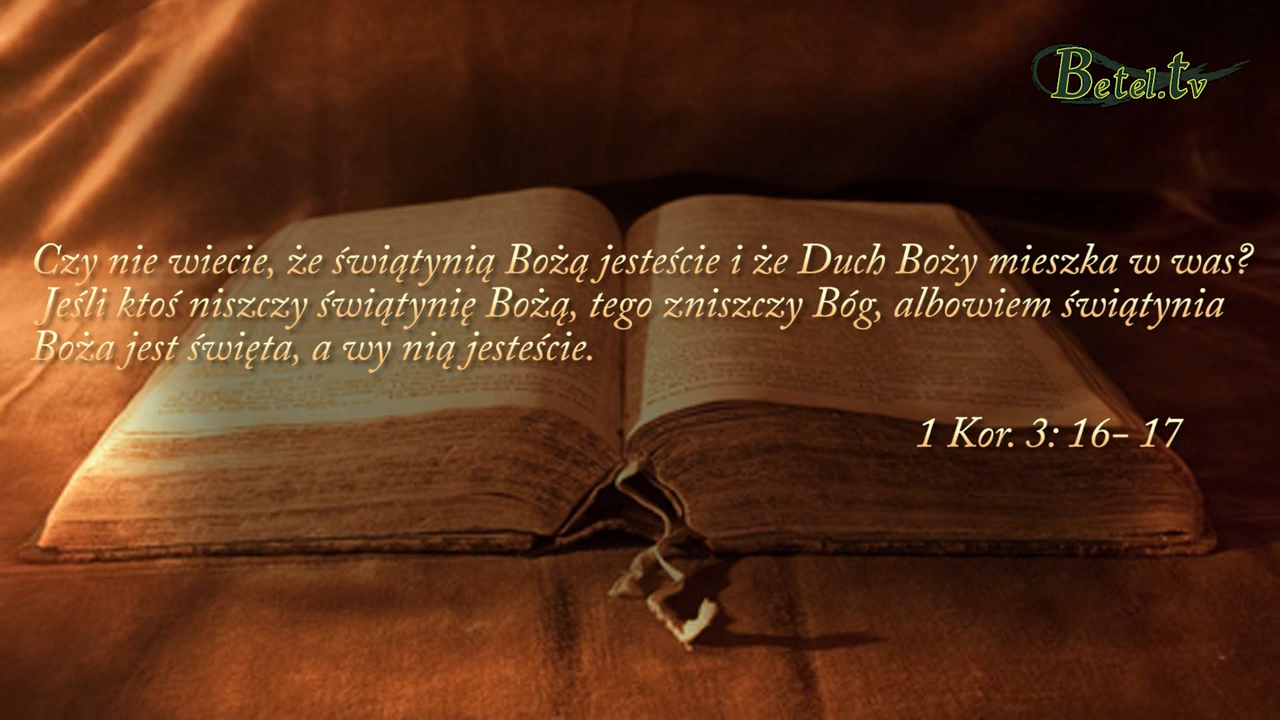 Betel.tv
Czy nie wiecie, że świątynią Bożą jesteście i że Duch Boży mieszka w was?
Jeśli ktoś niszczy świątynię Bożą, tego zniszczy Bóg, albowiem świątynia
Boża jest święta, a wy nią jesteście.
1 Kor. 3: 16- 17